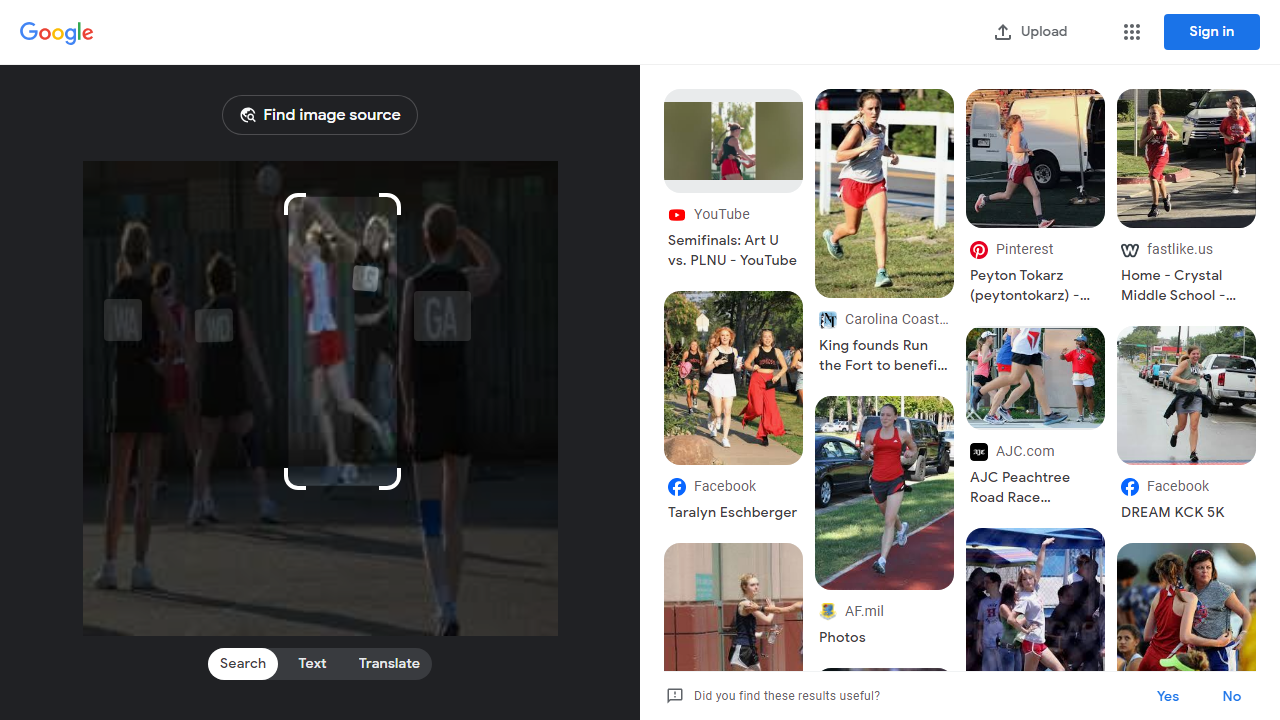 Google
Upload
Sign in
Find image source
WA
WD
GA
Search
Text
Translate
YouTube
Semifinals: Art U
vs. PLNU - YouTube
Facebook
Taralyn Eschberger
Carolina Coast...
King founds Run
the Fort to benefi...
AF.mil
Photos
Pinterest
Peyton Tokarz
(peytontokarz) -...
AJC.com
AJC Peachtree
Road Race...
fastlike.us
Home - Crystal
Middle School -...
Facebook
DREAM KCK 5K
Did you find these results useful?
Yes
No